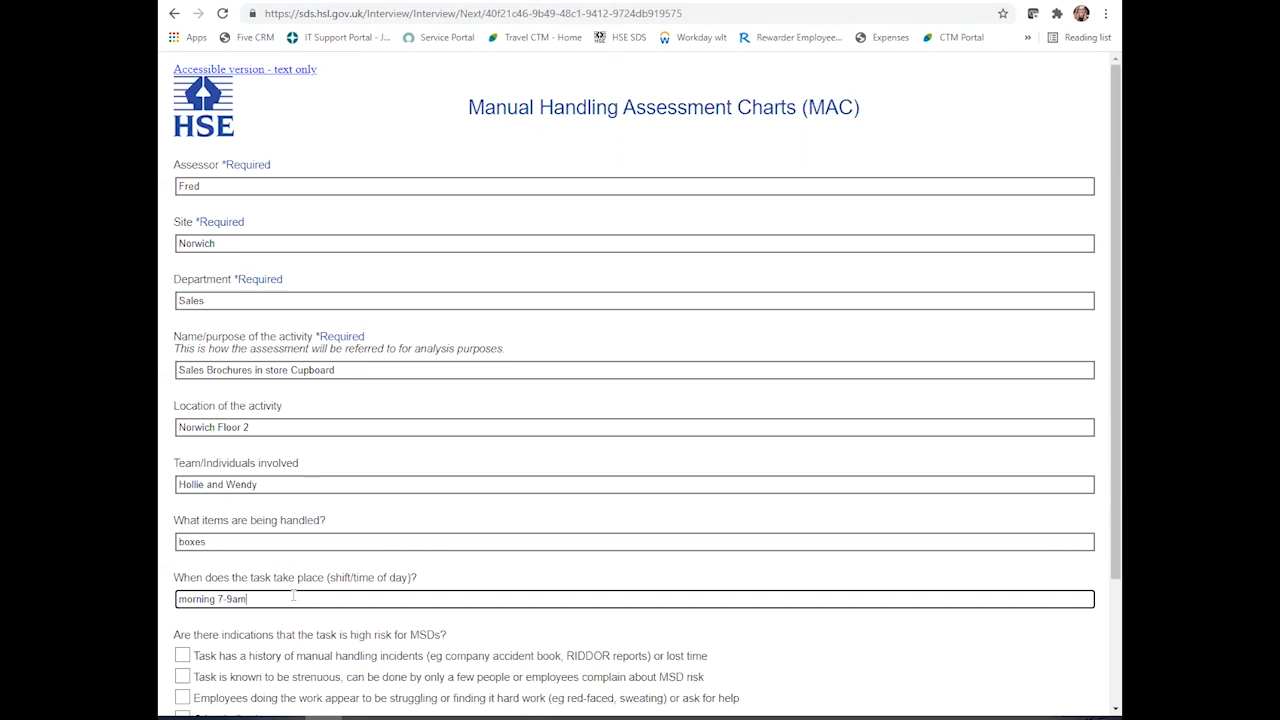 https://sds.hsl.gov.uk/Interview/Interview/Next/40f21c46-9b49-48c1-9412-9724db919575
Apps Five CRM IT Support Portal - J... Service Portal Travel CTM - Home HSE SDS Workday wlt Rewarder Employee... Expenses CTM Portal » Reading list
Accessible version - text only
HSE
Manual Handling Assessment Charts (MAC)
Assessor *Required
Fred
Site *Required
Norwich
Department *Required
Sales
Name/purpose of the activity *Required
This is how the assessment will be referred to for analysis purposes.
Sales Brochures in store Cupboard
Location of the activity
Norwich Floor 2
Team/Individuals involved
Hollie and Wendy
What items are being handled?
boxes
When does the task take place (shift/time of day)?
morning 7-9am
Are there indications that the task is high risk for MSDs?
Task has a history of manual handling incidents (eg company accident book, RIDDOR reports) or lost time
Task is known to be strenuous, can be done by only a few people or employees complain about MSD risk
Employees doing the work appear to be struggling or finding it hard work (eg red-faced, sweating) or ask for help